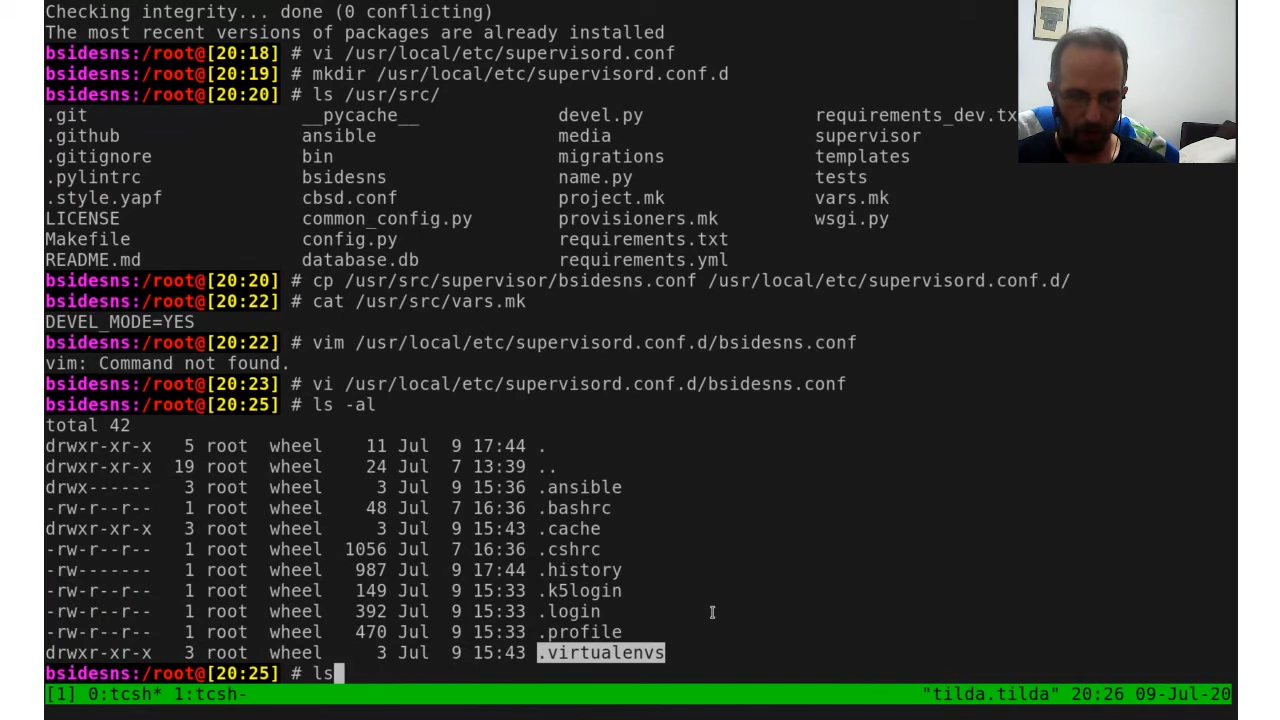 Checking integrity... done (0 conflicting)
The most recent versions of packages are already installed
bsidesns:/root@[20:18] # vi /usr/local/etc/supervisord.conf
bsidesns:/root@[20:19] # mkdir /usr/local/etc/supervisord.conf.d
bsidesns:/root@[20:20] # ls /usr/src/
.git __pycache__ devel.py requirements_dev.tx
.github ansible media supervisor
.gitignore bin migrations templates
.pylintrc bsidesns name.py tests
.style.yapf cbsd.conf project.mk vars.mk
LICENSE common_config.py provisioners.mk wsgi.py
Makefile config.py requirements.txt
README.md database.db requirements.yml
bsidesns:/root@[20:20] # cp /usr/src/supervisor/bsidesns.conf /usr/local/etc/supervisord.conf.d/
bsidesns:/root@[20:22] # cat /usr/src/vars.mk
DEVEL_MODE=YES
bsidesns:/root@[20:22] # vim /usr/local/etc/supervisord.conf.d/bsidesns.conf
vim: Command not found.
bsidesns:/root@[20:23] # vi /usr/local/etc/supervisord.conf.d/bsidesns.conf
bsidesns:/root@[20:25] # ls -al
total 42
drwxr-xr-x 5 root wheel 11 Jul 9 17:44 .
drwxr-xr-x 19 root wheel 24 Jul 7 13:39 ..
drwx------ 3 root wheel 3 Jul 9 15:36 .ansible
-rw-r--r-- 1 root wheel 48 Jul 7 16:36 .bashrc
drwxr-xr-x 3 root wheel 3 Jul 9 15:43 .cache
-rw-r--r-- 1 root wheel 1056 Jul 7 16:36 .cshrc
-rw------- 1 root wheel 987 Jul 9 17:44 .history
-rw-r--r-- 1 root wheel 149 Jul 9 15:33 .k5login
-rw-r--r-- 1 root wheel 392 Jul 9 15:33 .login
-rw-r--r-- 1 root wheel 470 Jul 9 15:33 .profile
drwxr-xr-x 3 root wheel 3 Jul 9 15:43 .virtualenvs
bsidesns:/root@[20:25] # ls
[1] 0:tcsh* 1:tcsh- "tilda.tilda" 20:26 09-Jul-20